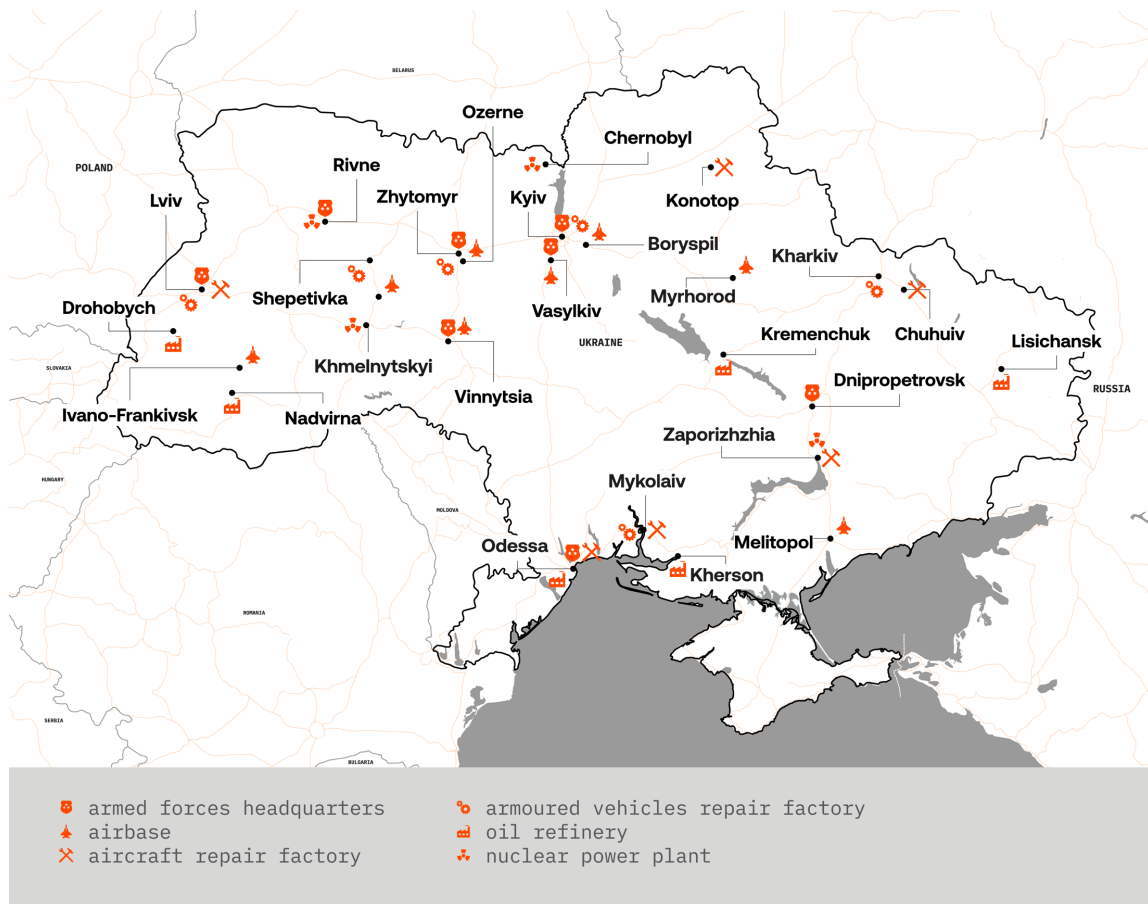 BELARUS
Ozerne
Chernobyl
POLAND
Rivne
Zhytomyr
Kyiv
Konotop
Lviv
Boryspil
Kharkiv
Shepetivka
Myrhorod
Drohobych
Vasylkiv
Kremenchuk
Chuhuiv
UKRAINE
Lisichansk
SLOVAKIA
Khmelnytskyi
Dnipropetrovsk
RUSSIA
Vinnytsia
Ivano-Frankivsk
Nadvirna
Zaporizhzhia
HUNGARY
Mykolaiv
MOLDOVA
Odessa
Melitopol
Kherson
ROMANIA
SERBIA
BULGARIA
armed forces headquarters
airbase
aircraft repair factory
armoured vehicles repair factory
oil refinery
nuclear power plant